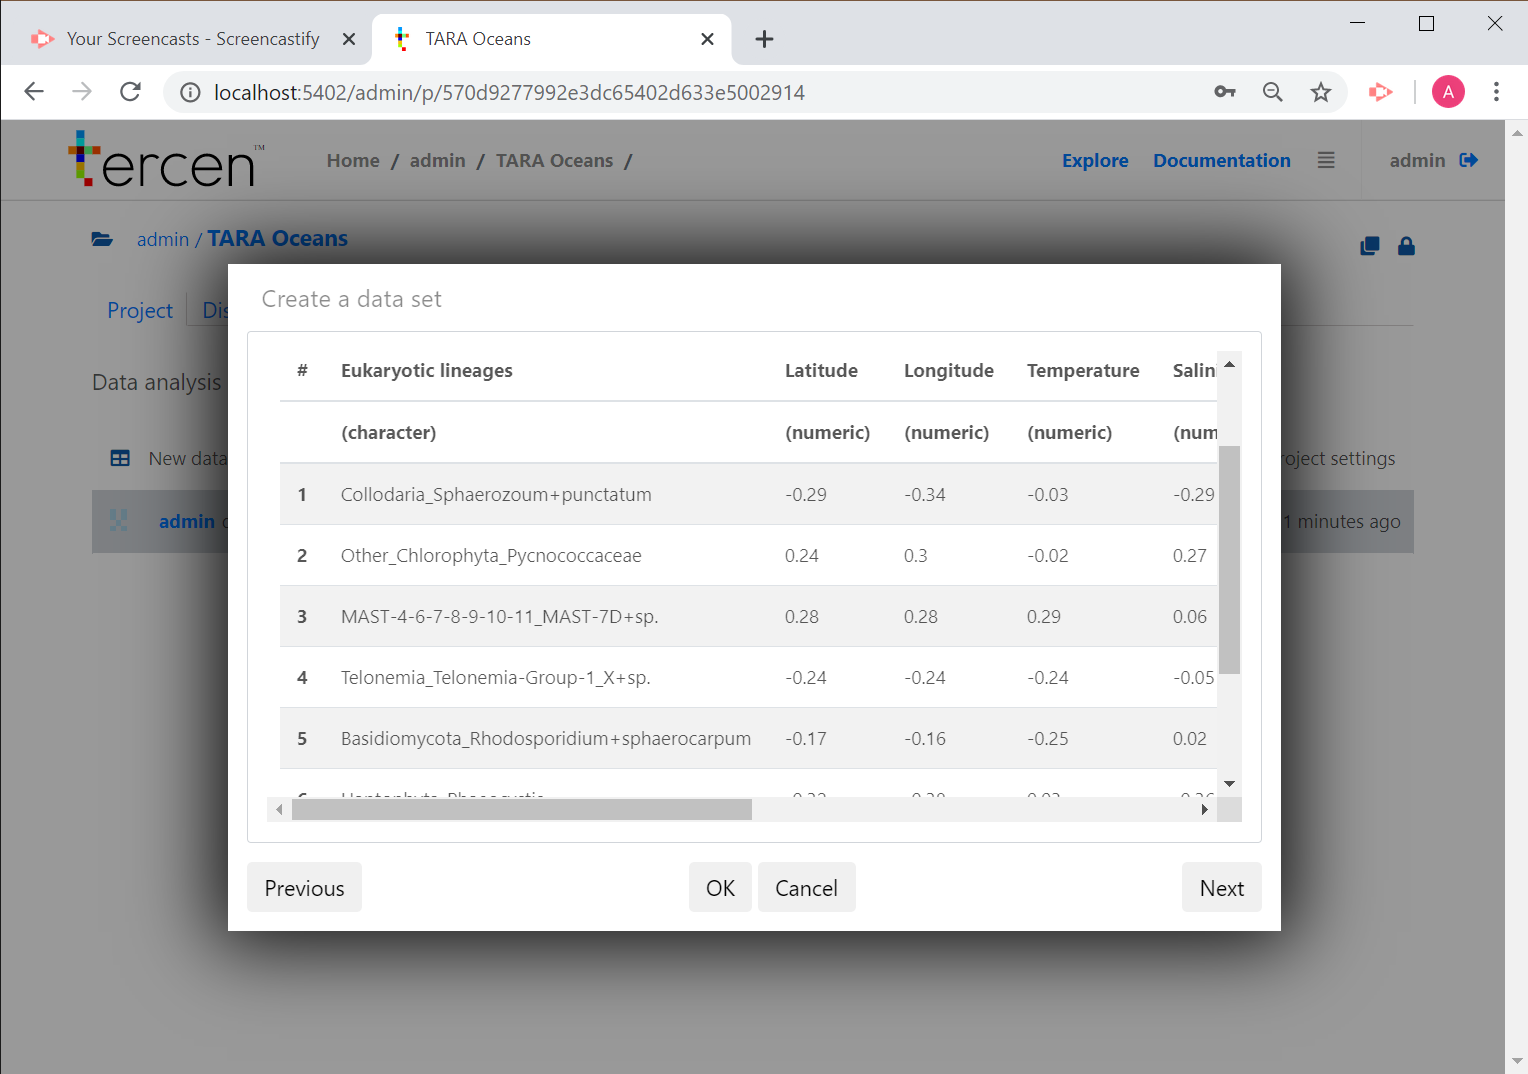 Your Screencasts - Screencastify
TARA Oceans
localhost:5402/admin/p/570d9277992e3dc65402d633e5002914
A
tercen™
Home / admin / TARA Oceans /
Explore Documentation admin
admin / TARA Oceans
Project Dis
Data analysis
New data
roject settings
admin
1 minutes ago
Create a data set
# Eukaryotic lineages Latitude Longitude Temperature Salin
(character) (numeric) (numeric) (numeric) (num
1 Collodaria_Sphaerozoum+punctatum -0.29 -0.34 -0.03 -0.29
2 Other_Chlorophyta_Pycnococcaceae 0.24 0.3 -0.02 0.27
3 MAST-4-6-7-8-9-10-11_MAST-7D+sp. 0.28 0.28 0.29 0.06
4 Telonemia_Telonemia-Group-1_X+sp. -0.24 -0.24 -0.24 -0.05
5 Basidiomycota_Rhodosporidium+sphaerocarpum -0.17 -0.16 -0.25 0.02
Previous OK Cancel Next